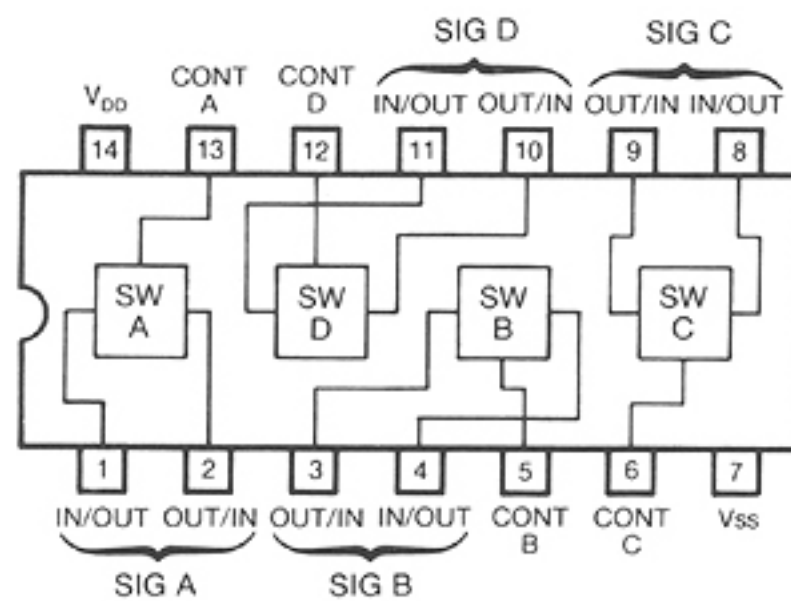 SIG D SIG C
V_DD CONT A CONT D IN/OUT OUT/IN OUT/IN IN/OUT
14 13 12 11 10 9 8
SW A SW D SW B SW C
1 2 3 4 5 6 7
IN/OUT OUT/IN OUT/IN IN/OUT CONT B CONT C Vss
SIG A SIG B